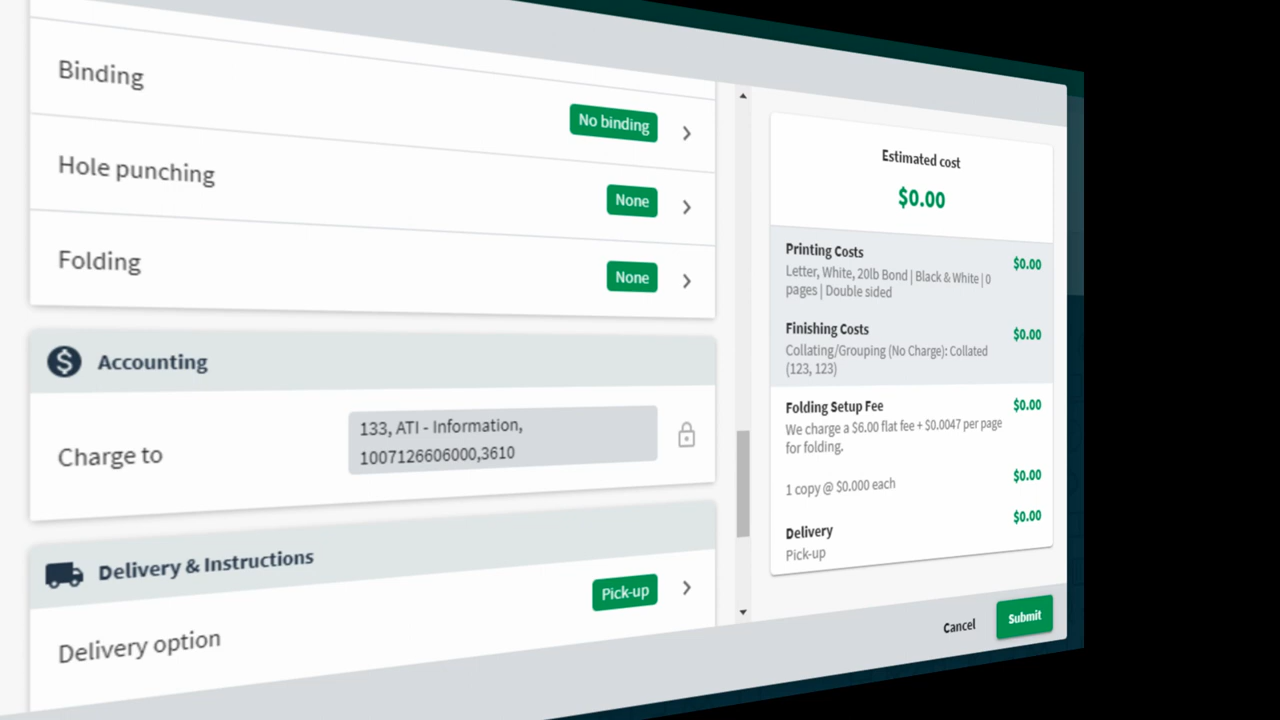 Binding
No binding
Hole punching
None
Folding
None
Accounting
Charge to
133, ATI - Information,
1007126606000,3610
Delivery & Instructions
Pick-up
Delivery option
Estimated cost
$0.00
Printing Costs
$0.00
Letter, White, 20lb Bond | Black & White | 0
pages | Double sided
Finishing Costs
$0.00
Collating/Grouping (No Charge): Collated
(123, 123)
Folding Setup Fee
$0.00
We charge a $6.00 flat fee + $0.0047 per page
for folding.
1 copy @ $0.000 each
$0.00
Delivery
$0.00
Pick-up
Cancel
Submit